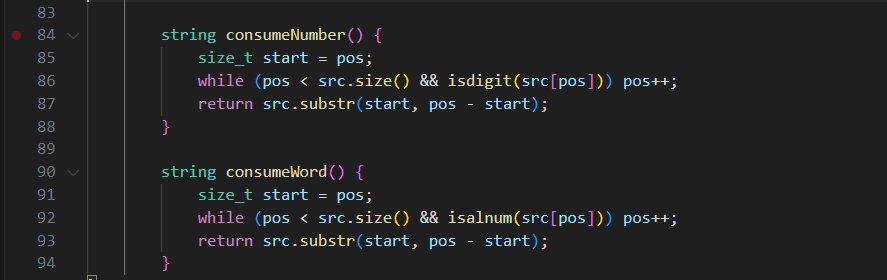 83
84 string consumeNumber() {
85 size_t start = pos;
86 while (pos < src.size() && isdigit(src[pos])) pos++;
87 return src.substr(start, pos - start);
88 }
89
90 string consumeWord() {
91 size_t start = pos;
92 while (pos < src.size() && isalnum(src[pos])) pos++;
93 return src.substr(start, pos - start);
94 }